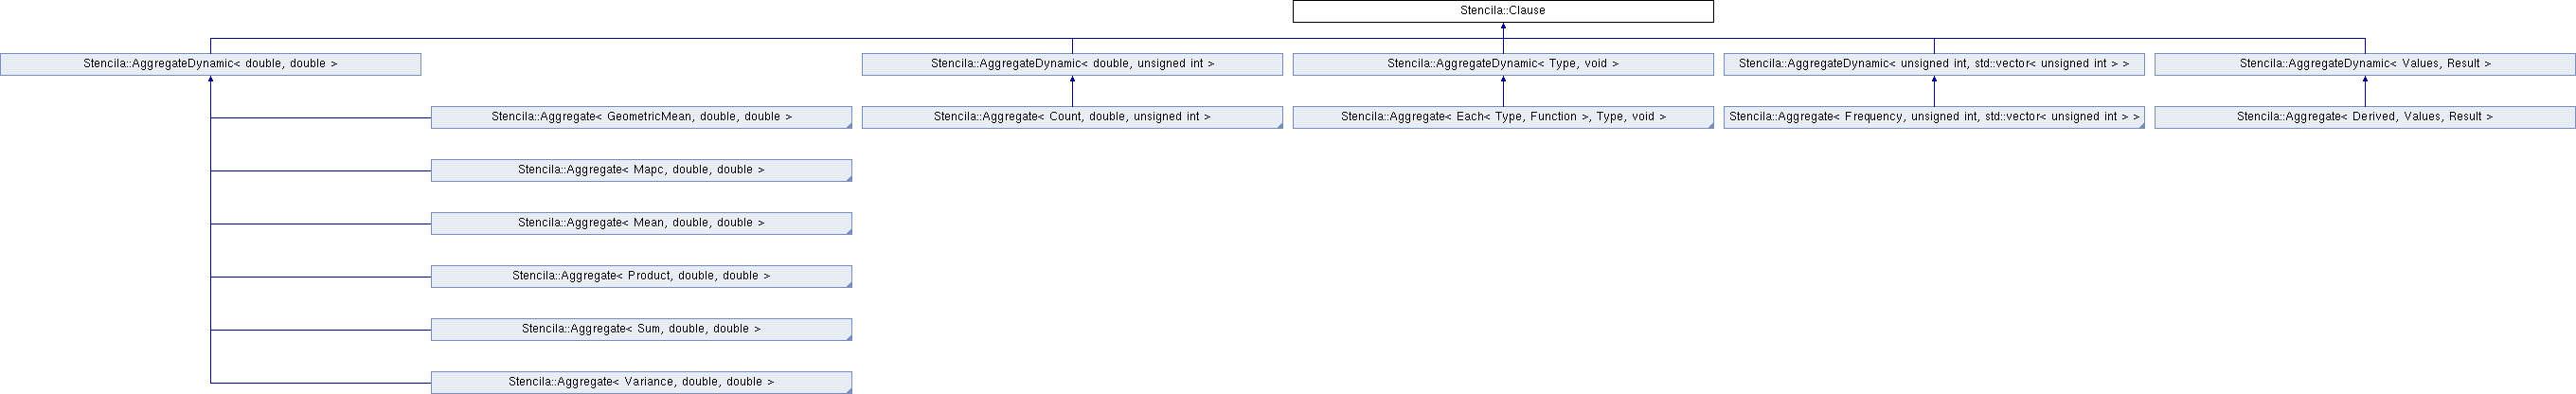 Stencila::Clause
Stencila::AggregateDynamic< double, double >
Stencila::AggregateDynamic< double, unsigned int >
Stencila::AggregateDynamic< Type, void >
Stencila::AggregateDynamic< unsigned int, std::vector< unsigned int > >
Stencila::AggregateDynamic< Values, Result >
Stencila::Aggregate< GeometricMean, double, double >
Stencila::Aggregate< Count, double, unsigned int >
Stencila::Aggregate< Each< Type, Function >, Type, void >
Stencila::Aggregate< Frequency, unsigned int, std::vector< unsigned int > >
Stencila::Aggregate< Derived, Values, Result >
Stencila::Aggregate< Mapc, double, double >
Stencila::Aggregate< Mean, double, double >
Stencila::Aggregate< Product, double, double >
Stencila::Aggregate< Sum, double, double >
Stencila::Aggregate< Variance, double, double >